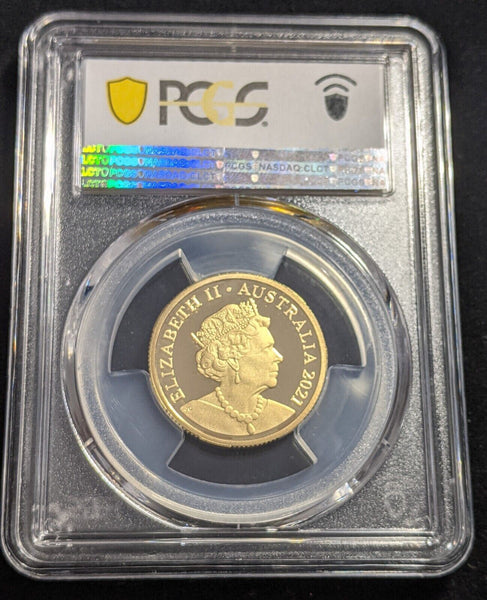 PCGS
PCGS NASDAQ:CLCT
ELIZABETH II • AUSTRALIA 2021